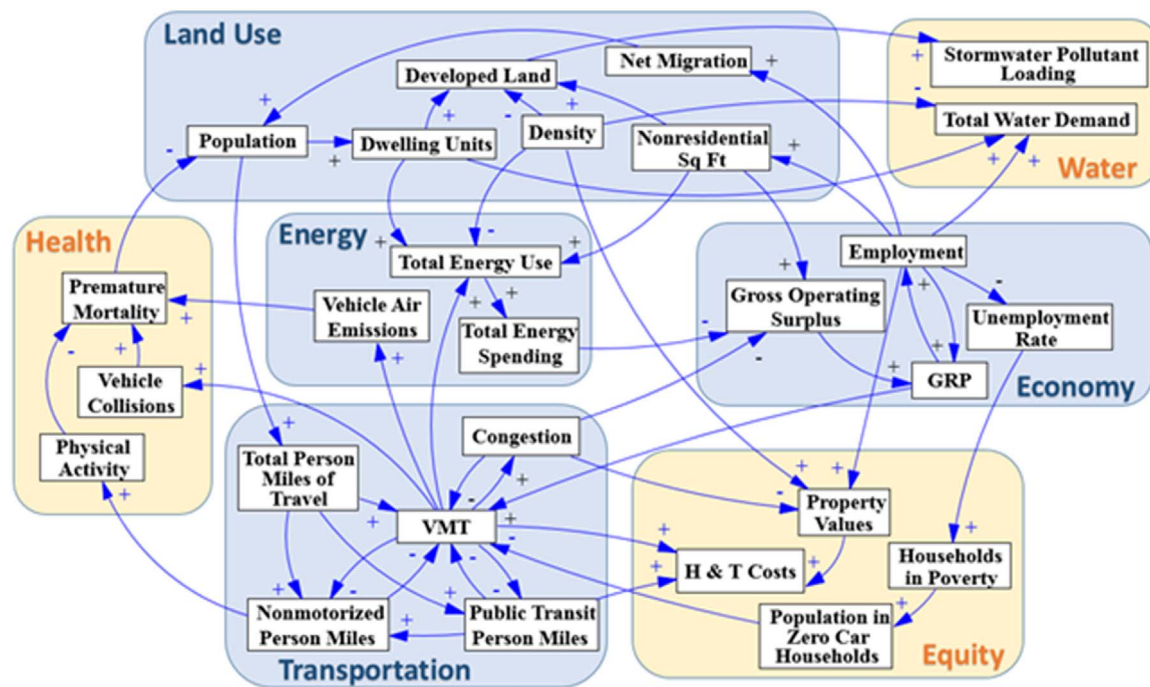 Land Use
Net Migration
Developed Land
Population
Dwelling Units
Density
Nonresidential
Sq Ft
Stormwater Pollutant
Loading
Total Water Demand
Water
Health
Premature
Mortality
Vehicle
Collisions
Physical
Activity
Energy
Total Energy Use
Vehicle Air
Emissions
Total Energy
Spending
Employment
Gross Operating
Surplus
Unemployment
Rate
GRP
Economy
Congestion
Total Person
Miles of
Travel
VMT
Nonmotorized
Person Miles
Public Transit
Person Miles
Transportation
Property
Values
H & T Costs
Households
in Poverty
Population in
Zero Car
Households
Equity